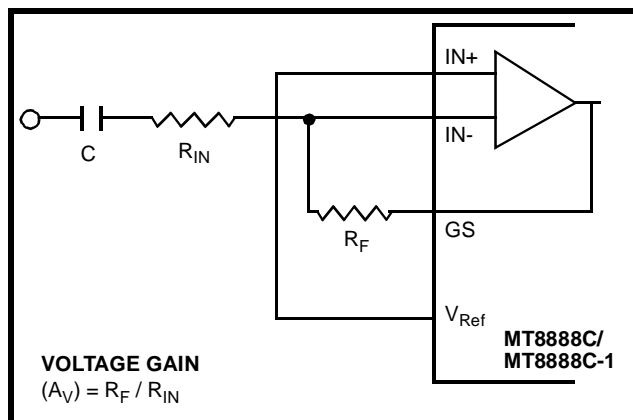 IN+
IN-
C
R_IN
R_F
GS
V_Ref
MT8888C/
MT8888C-1
VOLTAGE GAIN
(A_V) = R_F / R_IN